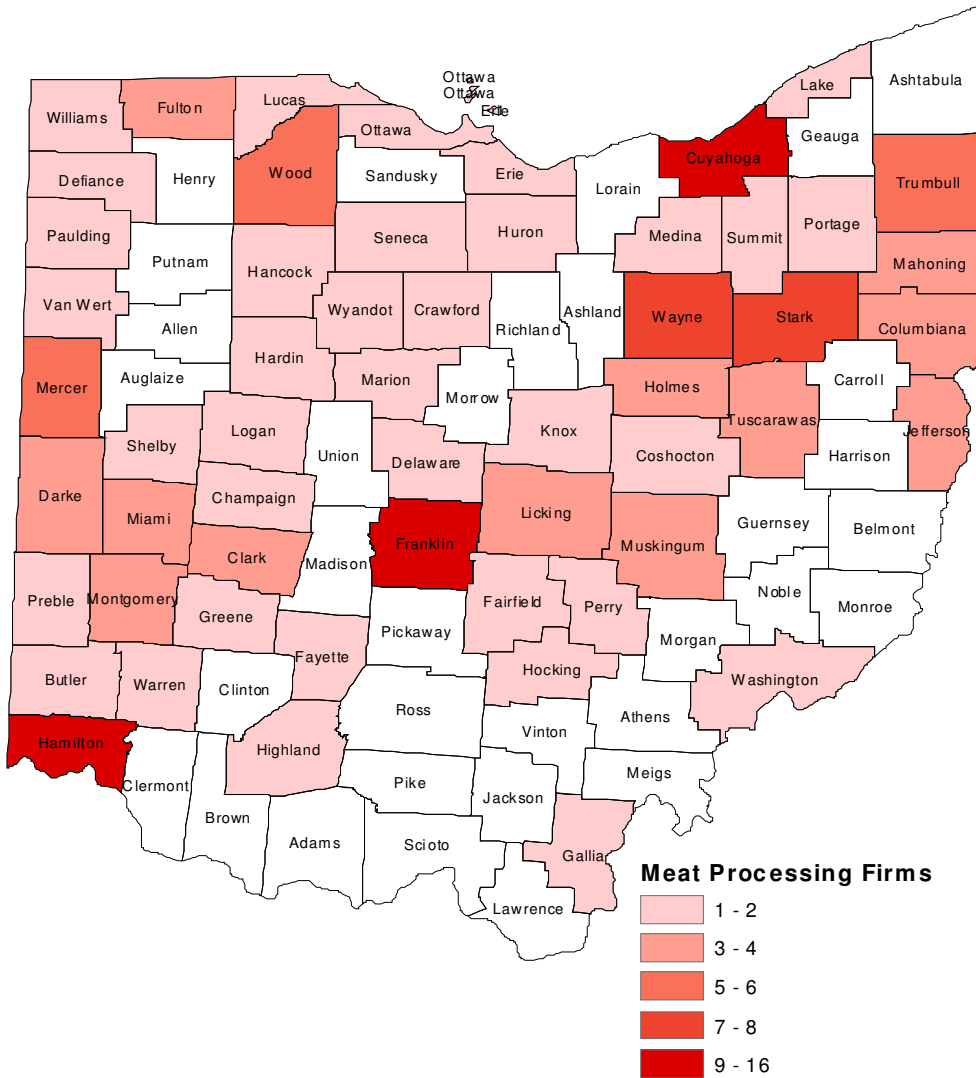 Ottawa
Ottawa
Erie
Ashtabula
Lake
Lucas
Fulton
Williams
Ottawa
Geauga
Cuyahoga
Wood
Sandusky
Erie
Henry
Defiance
Lorain
Trumbull
Portage
Paulding
Seneca
Huron
Medina
Summit
Putnam
Mahoning
Hancock
Van Wert
Wyandot
Crawford
Ashland
Wayne
Stark
Allen
Richland
Columbiana
Hardin
Auglaize
Marion
Mercer
Holmes
Carroll
Morrow
Tuscarawas
Jefferson
Logan
Knox
Shelby
Union
Delaware
Coshocton
Harrison
Darke
Champaign
Licking
Miami
Guernsey
Belmont
Franklin
Muskingum
Clark
Madison
Noble
Preble
Montgomery
Fairfield
Perry
Monroe
Greene
Pickaway
Morgan
Fayette
Hocking
Butler
Warren
Clinton
Washington
Ross
Athens
Vinton
Hamilton
Highland
Meigs
Clermont
Pike
Jackson
Brown
Adams
Scioto
Gallia
Lawrence
Meat Processing Firms
1 - 2
3 - 4
5 - 6
7 - 8
9 - 16